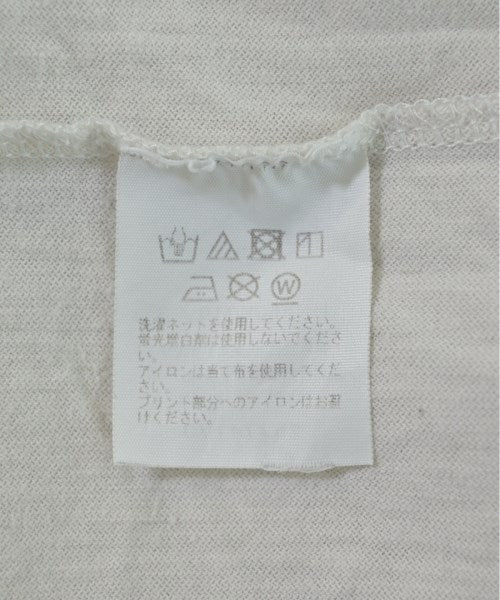 洗濯ネットを使用してください。
蛍光増白剤は使用しないでくださ
い。
アイロンは当て布を使用してくだ
さい。
プリント部分へのアイロンはお避
けください。